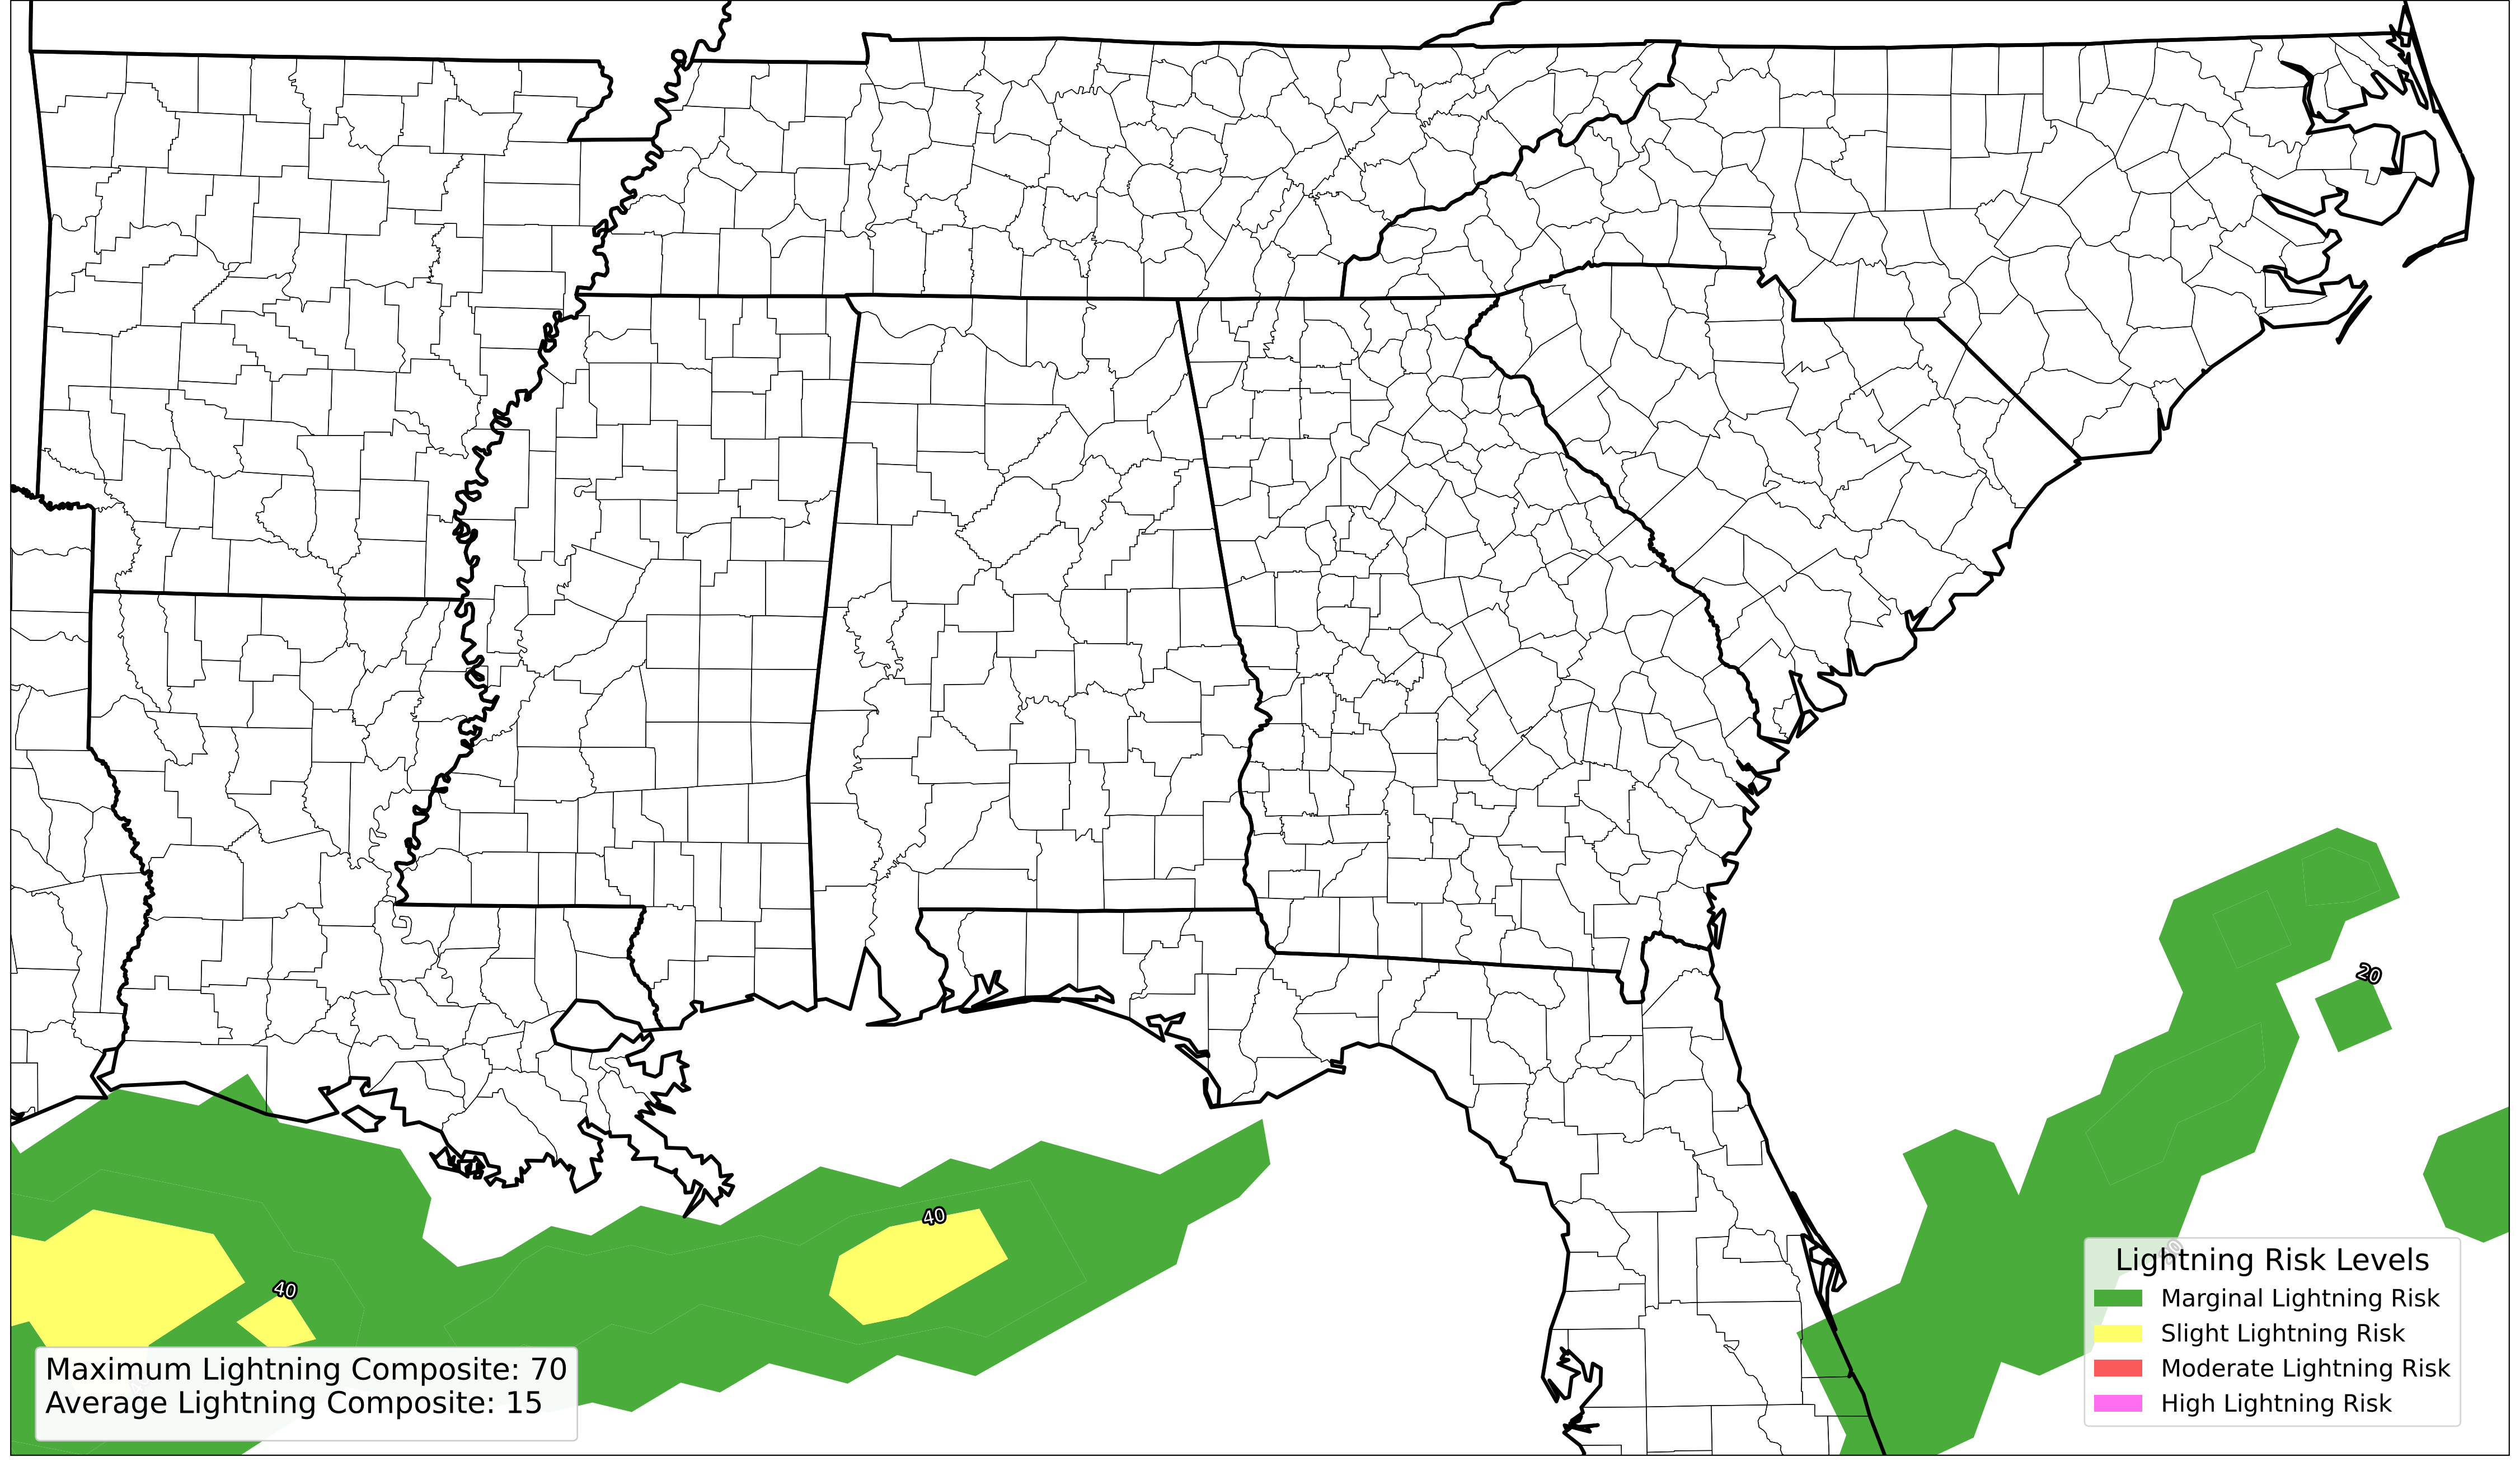 20
40
40
Lightning Risk Levels
Marginal Lightning Risk
Slight Lightning Risk
Moderate Lightning Risk
High Lightning Risk
Maximum Lightning Composite: 70
Average Lightning Composite: 15